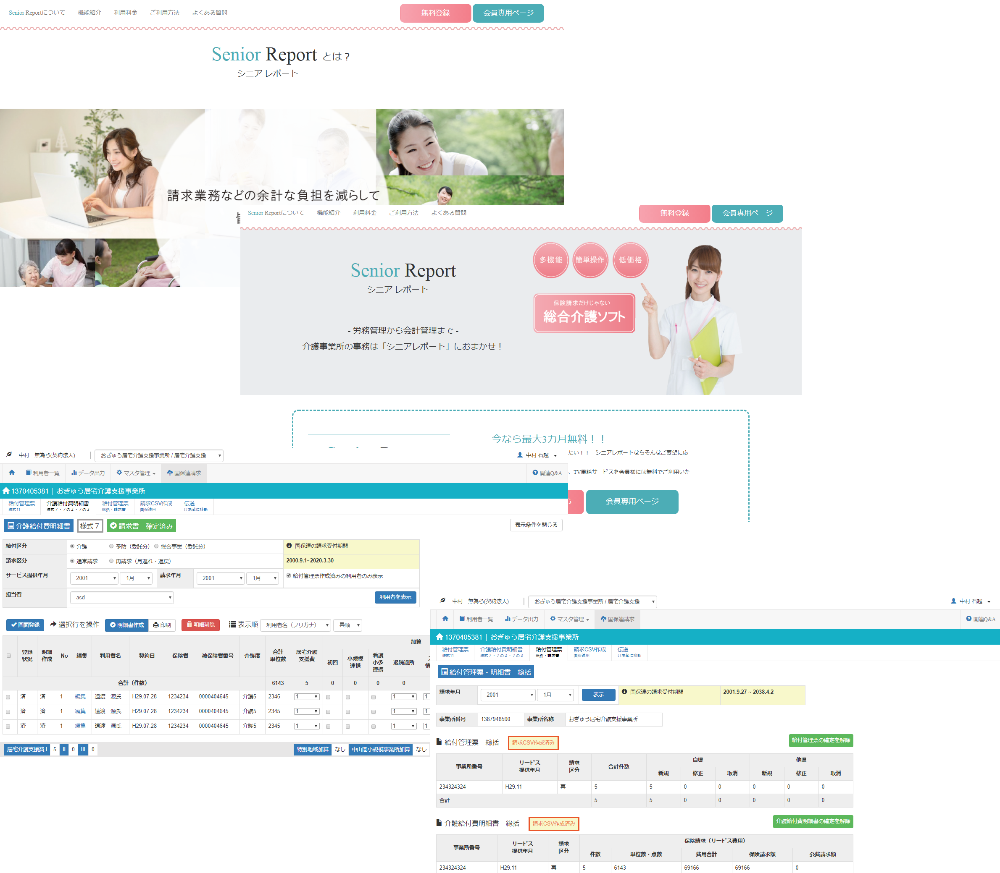 Senior Reportについて 機能紹介 利用料金 ご利用方法 よくある質問 無料登録 会員専用ページ
Senior Report とは？
シニア レポート
請求業務などの余計な負担を減らして
Senior Reportについて 機能紹介 利用料金 ご利用方法 よくある質問 無料登録 会員専用ページ
多機能 簡単操作 低価格
Senior Report
シニア レポート
保険請求だけじゃない
総合介護ソフト
- 労務管理から会計管理まで -
介護事業所の事務は「シニアレポート」におまかせ！
今なら最大3カ月無料！！
たい！！　シニアレポートならそんなご要望に応
、TV電話サービスを会員様には無料でご利用いた
会員専用ページ
中村　無為ら(契約法人) | おぎゅう居宅介護支援事業所 / 居宅介護支援 中村 石越
利用者一覧 データ出力 マスタ管理 国保連請求 関連Q&A
1370405381 | おぎゅう居宅介護支援事業所
給付管理票 介護給付費明細書 給付管理票 請求CSV作成 伝送
様式11 様式７・７の２・７の３ 総括・請求書 国保連用 けあ蔵に移動
介護給付費明細書 様式７ 請求書　確定済み 表示条件を閉じる
給付区分 介護 予防（委託分） 総合事業（委託分） 国保連の請求受付期間
請求区分 通常請求 再請求（月遅れ・返戻） 2000.9.1~2020.3.30
サービス提供年月 2001 1月 請求年月 2001 1月 給付管理票作成済みの利用者のみ表示
担当者 asd 利用者を表示
画面登録 選択行を操作 明細書作成 印刷 明細削除 表示順 利用者名（フリガナ） 昇順
登録状況 明細作成 No 編集 利用者名 契約日 保険者 被保険者番号 介護度 合計単位数 居宅介護支援費 加算
初回 小規模連携 看護小多連携 退院退所
合計（件数） 6143 5 0 0 0 0
済 済 1 編集 遠渡　源氏 H29.07.28 1234234 0000404645 介護5 2345 1 1 1
済 済 1 編集 遠渡　源氏 H29.07.28 1234234 0000404645 介護5 2345 1 1 1
済 済 1 編集 遠渡　源氏 H29.07.28 1234234 0000404645 介護5 2345 1 1 1
居宅介護支援費 I 5 II 0 III 0 特別地域加算 なし 中山間小規模事業所加算 なし
中村　無為ら(契約法人) | おぎゅう居宅介護支援事業所 / 居宅介護支援 中村 石越
利用者一覧 データ出力 マスタ管理 国保連請求 関連Q&A
1370405381 | おぎゅう居宅介護支援事業所
給付管理票 介護給付費明細書 給付管理票 請求CSV作成 伝送
様式11 様式７・７の２・７の３ 総括・請求書 国保連用 けあ蔵に移動
給付管理票・明細書　総括
請求年月 2001 1月 表示 国保連の請求受付期間 2001.9.27 ~ 2038.4.2
事業所番号 1387948590 事業所名称 おぎゅう居宅介護支援事業所
給付管理票　総括 請求CSV作成済み 給付管理票の確定を解除
事業所番号 サービス提供年月 請求区分 合計件数 自県 他県
新規 修正 取消 新規 修正 取消
234324324 H29.11 再 5 5 0 0 0 0 0
合計 5 5 0 0 0 0 0
介護給付費明細書　総括 請求CSV作成済み 介護給付費明細書の確定を解除
事業所番号 サービス提供年月 請求区分 保険請求（サービス費用）
件数 単位数・点数 費用合計 保険請求額 公費請求額
234324324 H29.11 再 5 6143 69166 69166 0